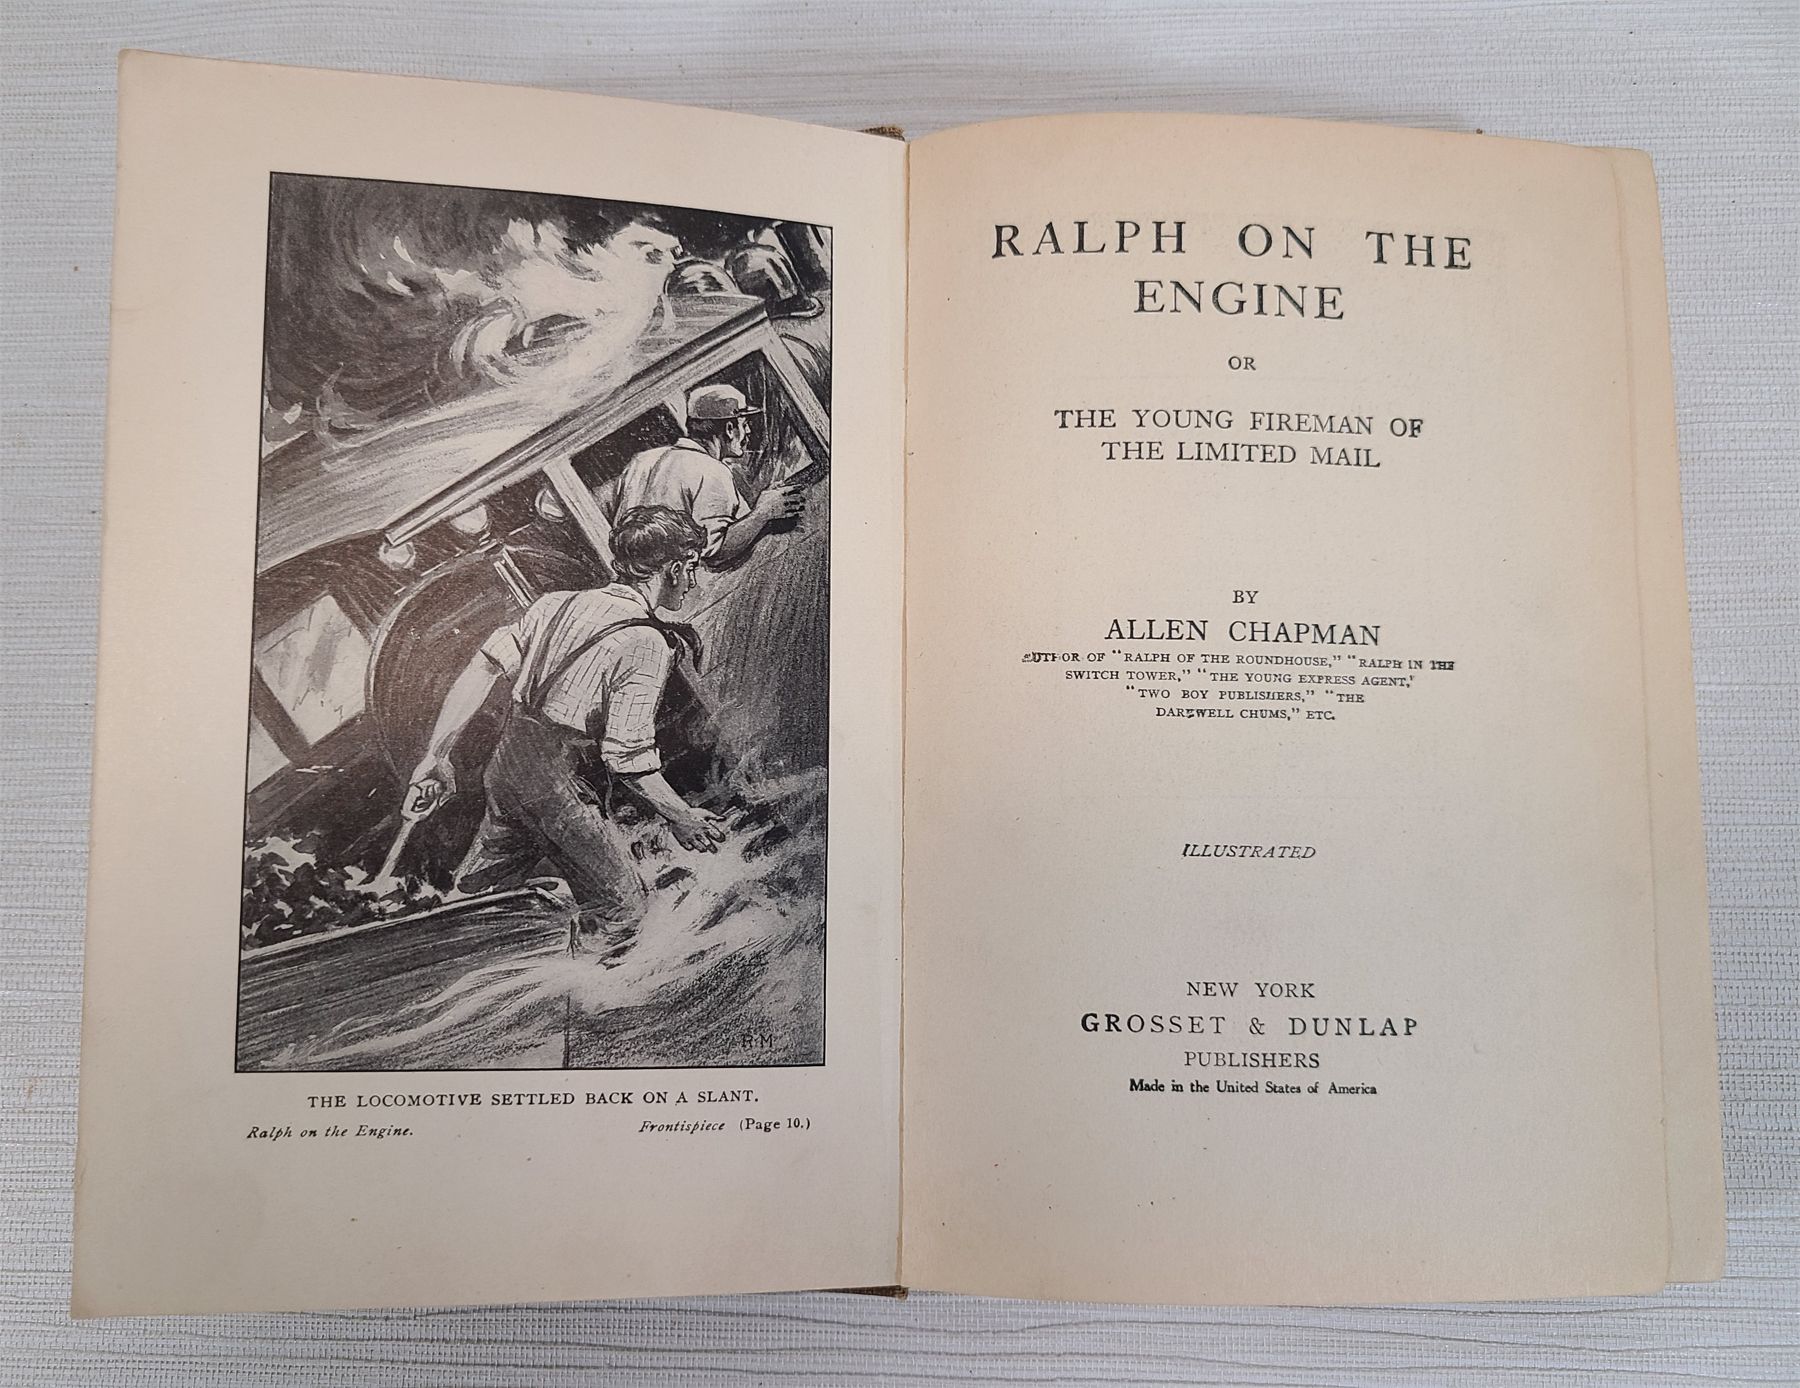 R.M.
THE LOCOMOTIVE SETTLED BACK ON A SLANT.
Ralph on the Engine. Frontispiece (Page 10.)
RALPH ON THE
ENGINE
OR
THE YOUNG FIREMAN OF
THE LIMITED MAIL
BY
ALLEN CHAPMAN
AUTHOR OF "RALPH OF THE ROUNDHOUSE," "RALPH IN THE
SWITCH TOWER," "THE YOUNG EXPRESS AGENT,"
"TWO BOY PUBLISHERS," "THE
DAREWELL CHUMS," ETC.
ILLUSTRATED
NEW YORK
GROSSET & DUNLAP
PUBLISHERS
Made in the United States of America